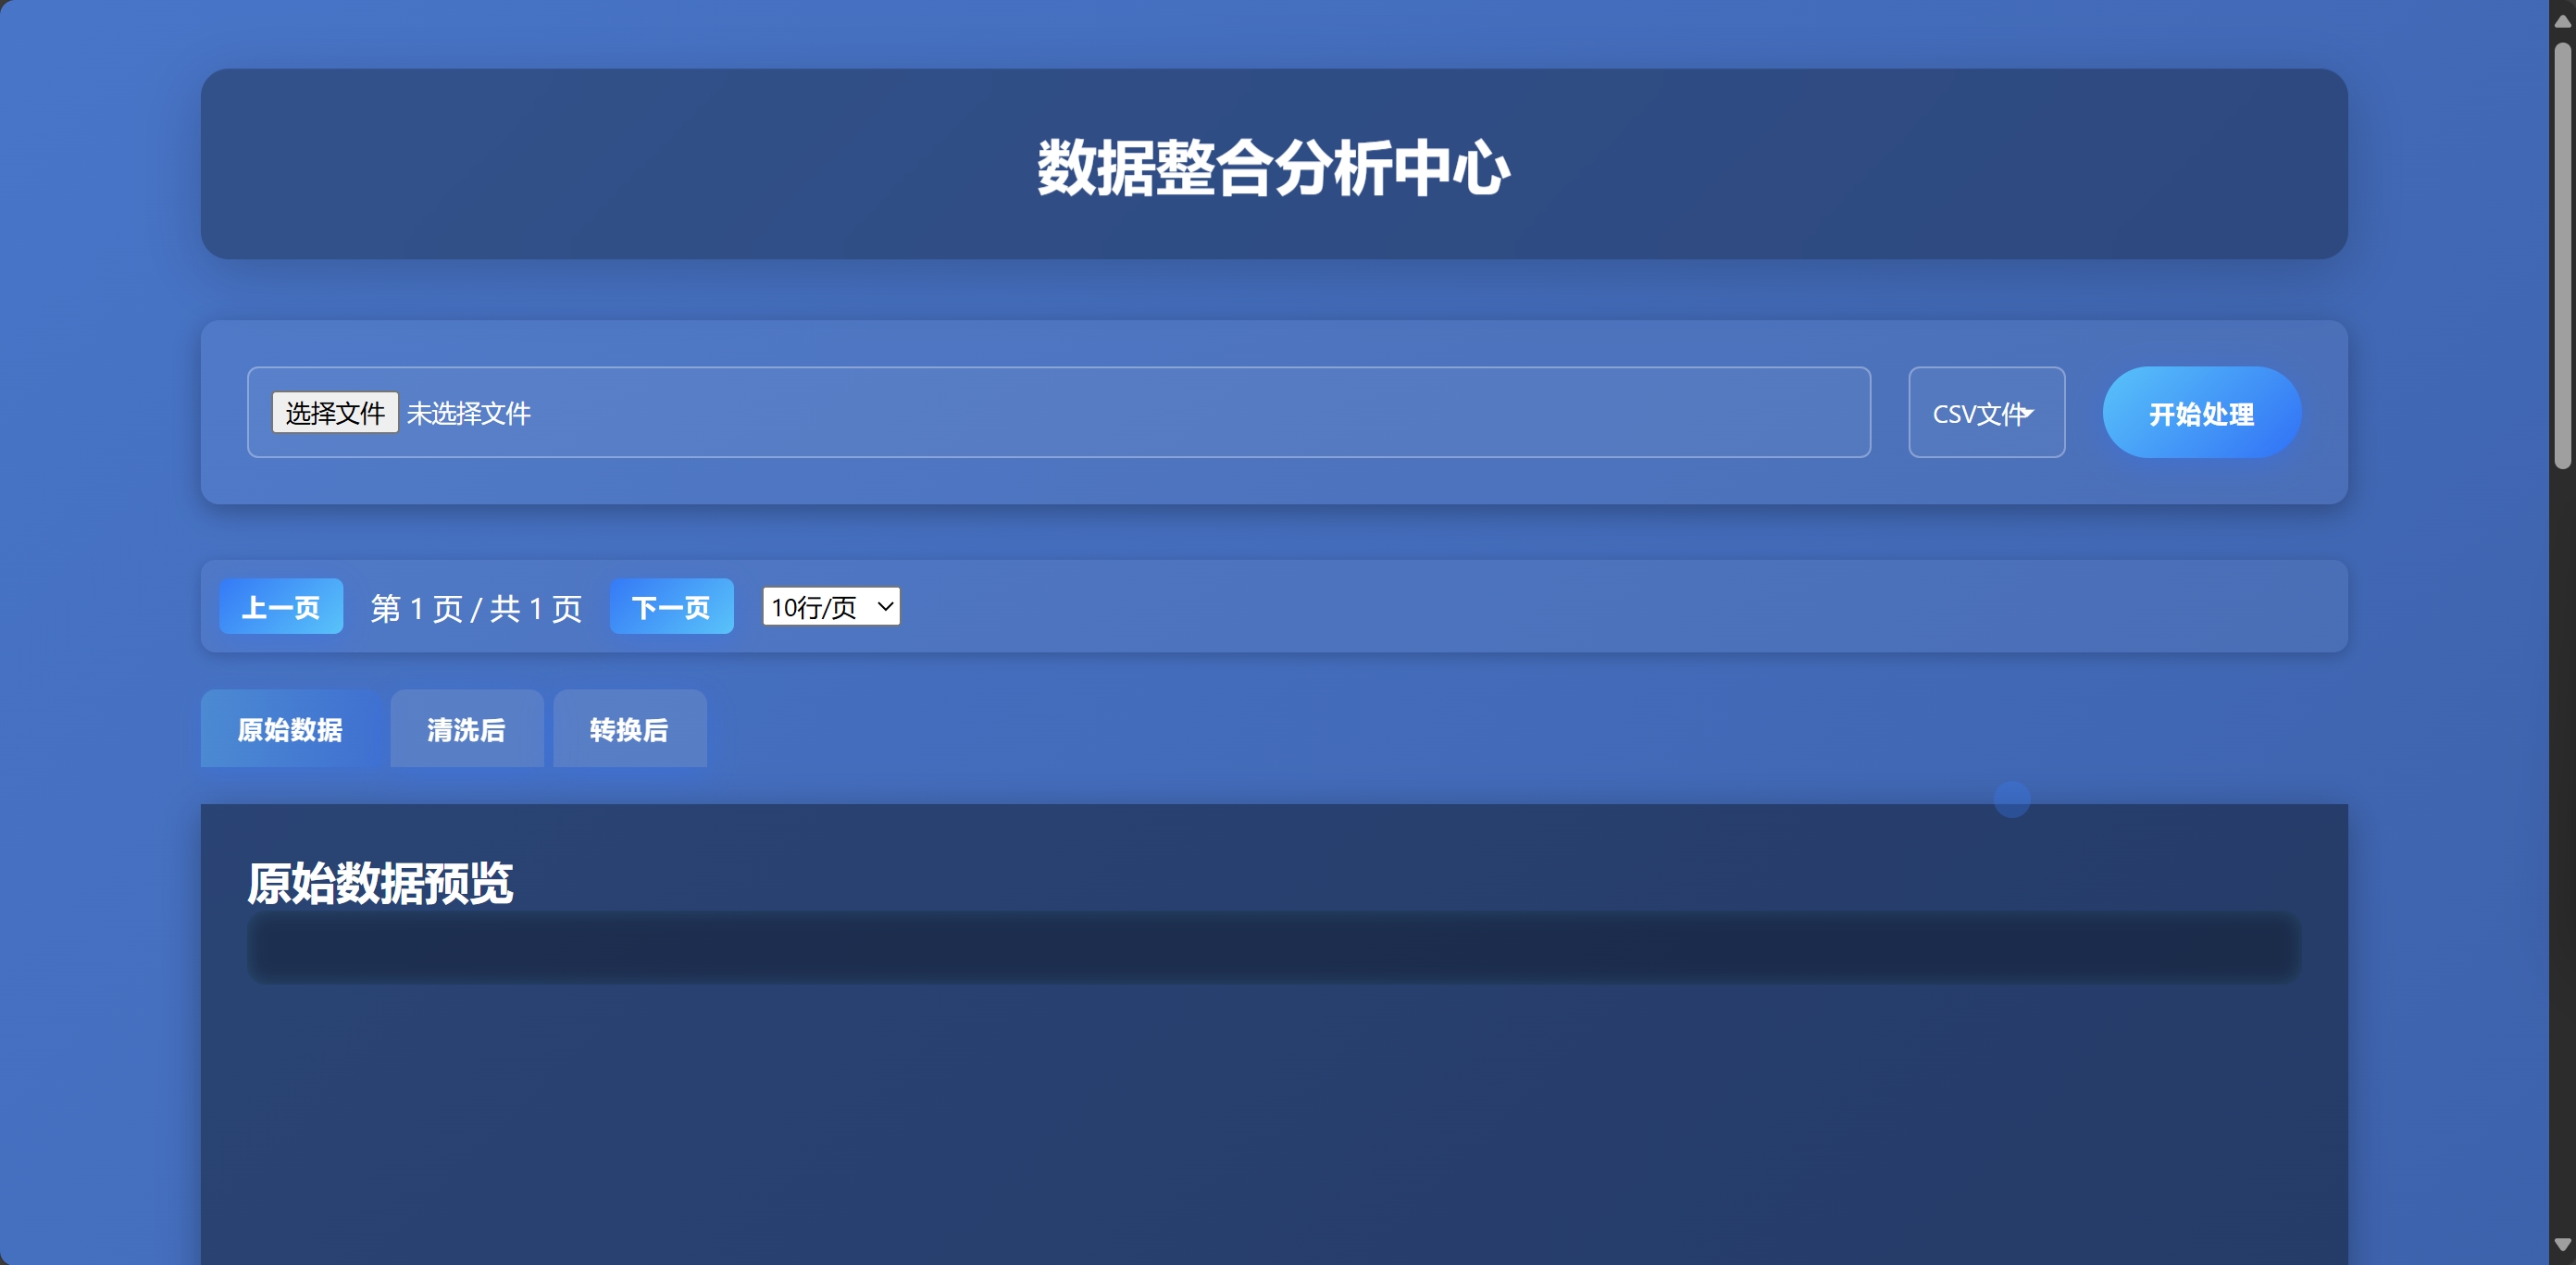 数据整合分析中心
选择文件 未选择文件 CSV文件 开始处理
上一页 第 1 页 / 共 1 页 下一页 10行/页
原始数据 清洗后 转换后
原始数据预览